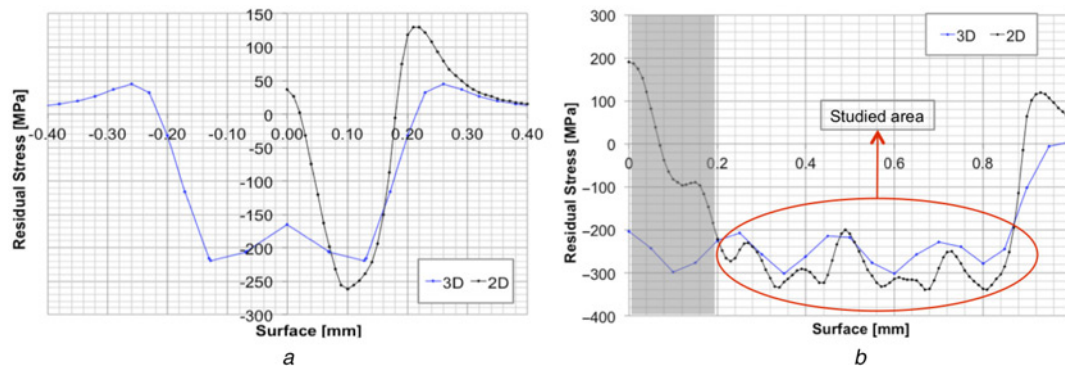 150
100
50
0
-0.40 -0.30 -0.20 -0.10 0.00 0.10 0.20 0.30 0.40
-50
-100
-150
-200
-250
-300
Residual Stress [MPa]
3D 2D
Surface [mm]
a
300
200
100
0
-100
-200
-300
-400
0 0.2 0.4 0.6 0.8
Residual Stress [MPa]
3D 2D
Studied area
Surface [mm]
b